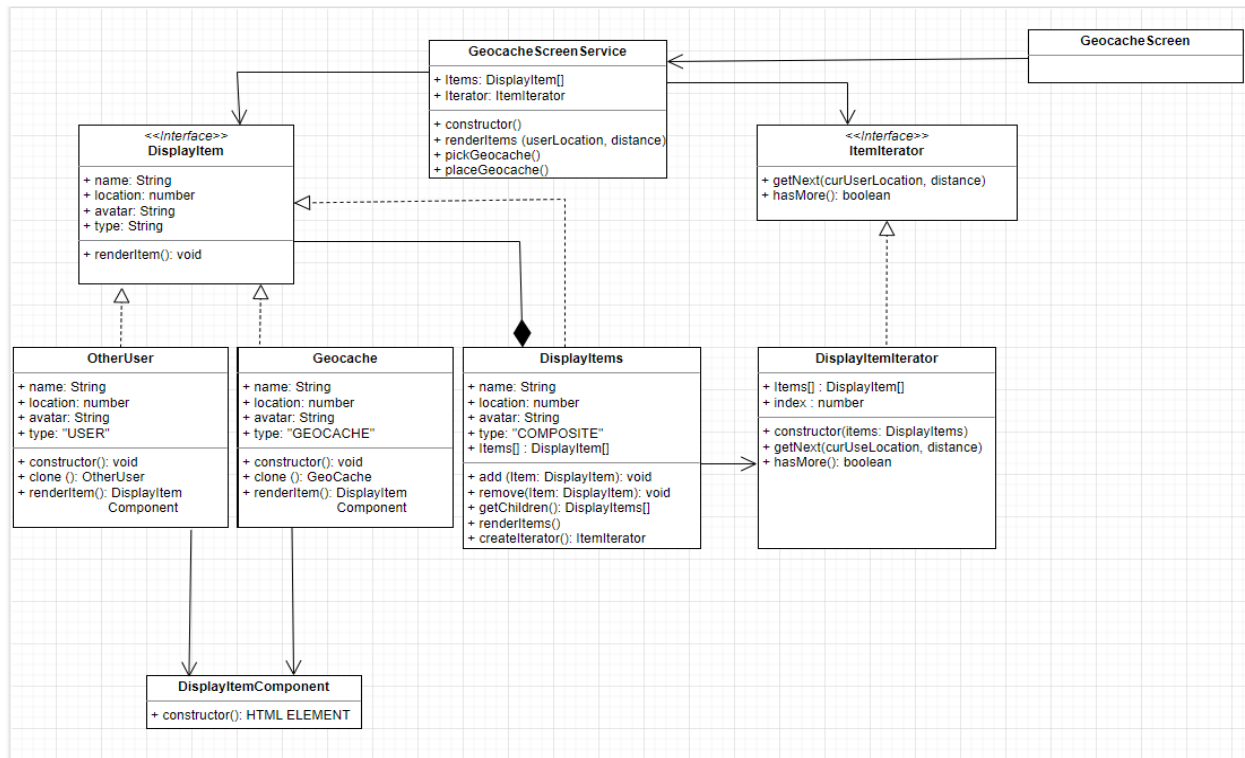 GeocacheScreenService
+ Items: DisplayItem[]
+ Iterator: ItemIterator
+ constructor()
+ renderItems (userLocation, distance)
+ pickGeocache()
+ placeGeocache()
GeocacheScreen
<<Interface>>
DisplayItem
+ name: String
+ location: number
+ avatar: String
+ type: String
+ renderItem(): void
<<Interface>>
ItemIterator
+ getNext(curUserLocation, distance)
+ hasMore(): boolean
OtherUser
+ name: String
+ location: number
+ avatar: String
+ type: "USER"
+ constructor(): void
+ clone (): OtherUser
+ renderItem(): DisplayItem
Component
Geocache
+ name: String
+ location: number
+ avatar: String
+ type: "GEOCACHE"
+ constructor(): void
+ clone (): GeoCache
+ renderItem(): DisplayItem
Component
DisplayItems
+ name: String
+ location: number
+ avatar: String
+ type: "COMPOSITE"
+ Items[] : DisplayItem[]
+ add (Item: DisplayItem): void
+ remove(Item: DisplayItem): void
+ getChildren(): DisplayItems[]
+ renderItems()
+ createIterator(): ItemIterator
DisplayItemIterator
+ Items[] : DisplayItem[]
+ index : number
+ constructor(items: DisplayItems)
+ getNext(curUseLocation, distance)
+ hasMore(): boolean
DisplayItemComponent
+ constructor(): HTML ELEMENT